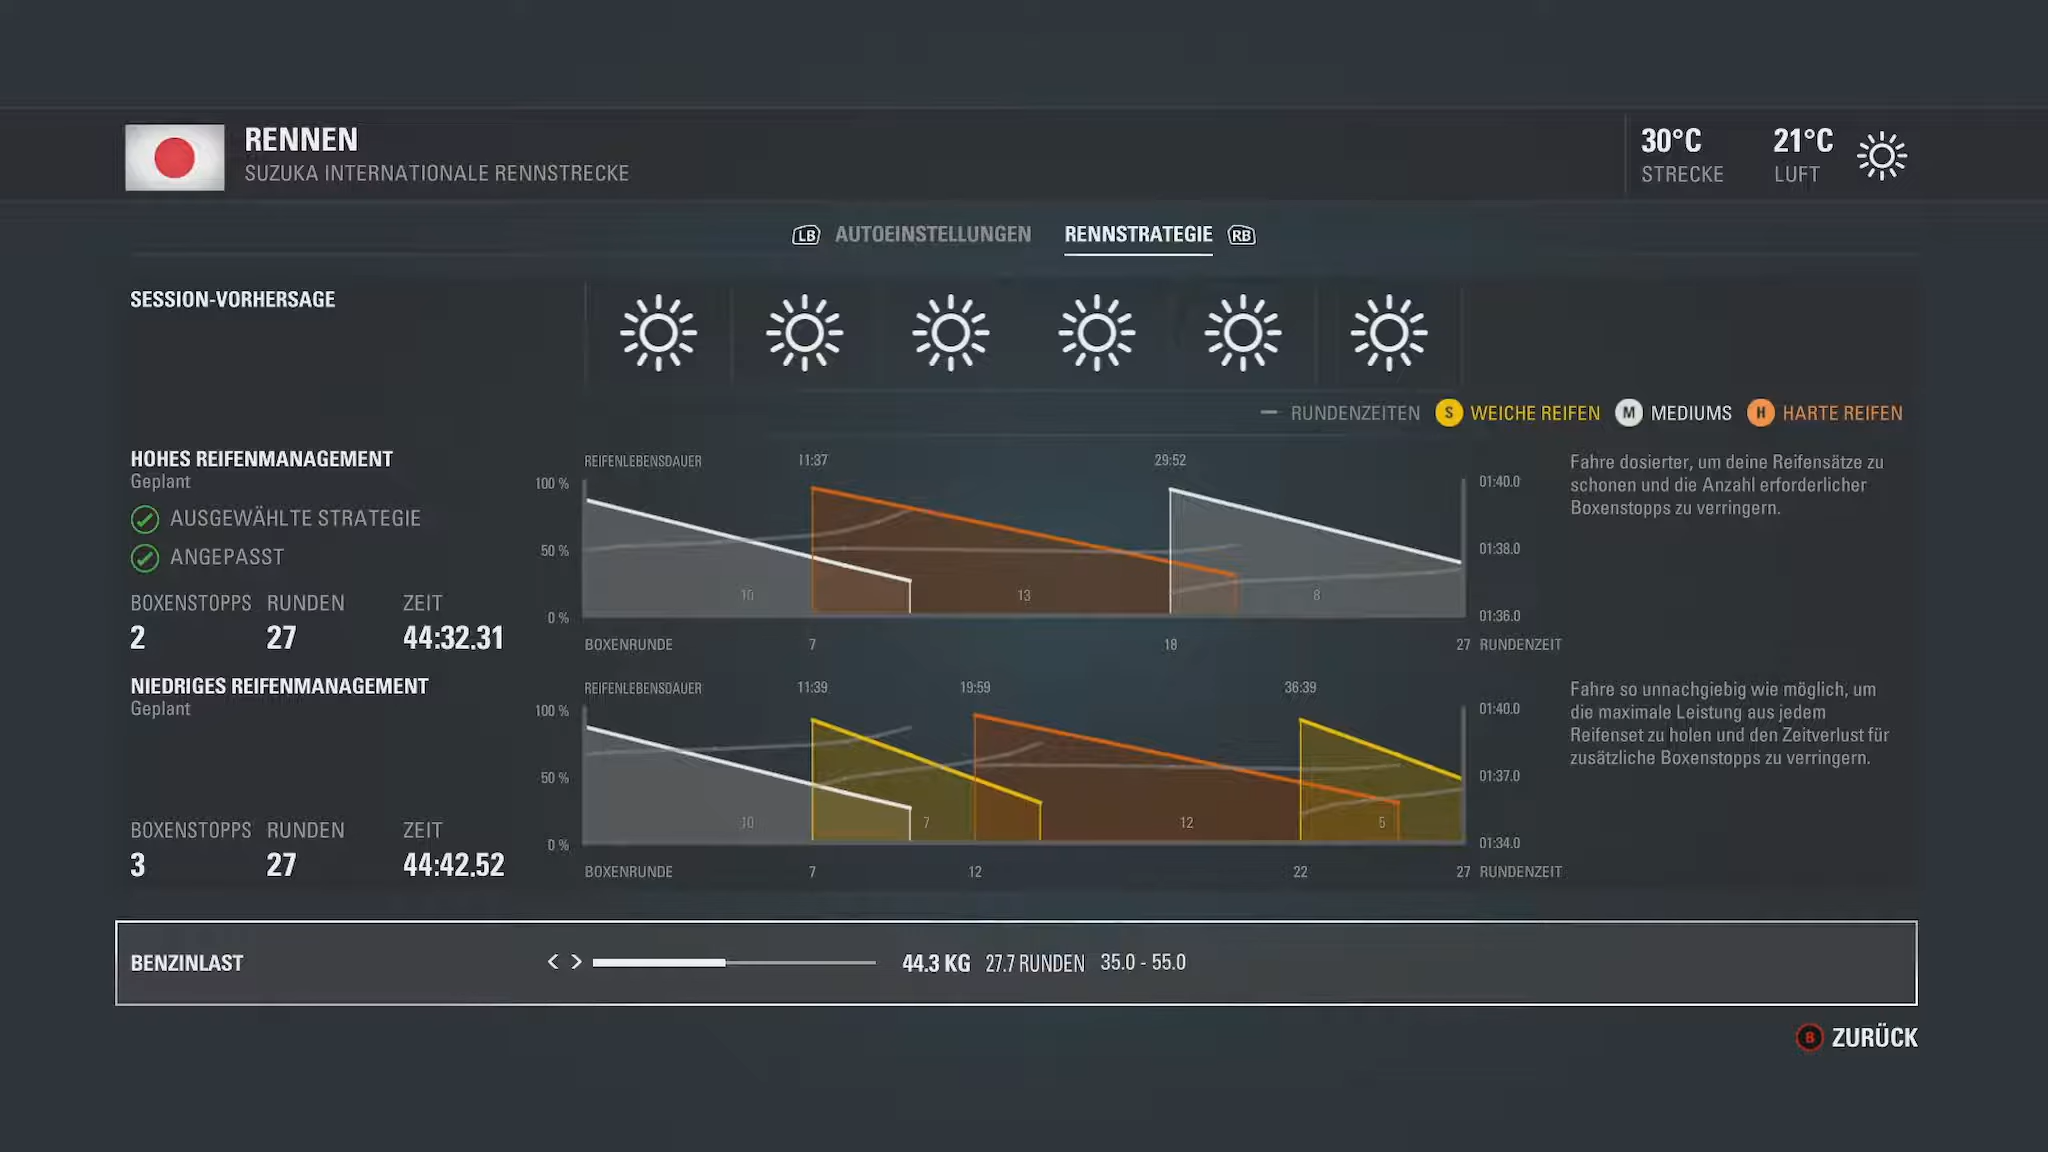 RENNEN
SUZUKA INTERNATIONALE RENNSTRECKE
30°C 21°C
STRECKE LUFT
LB AUTOEINSTELLUNGEN RENNSTRATEGIE RB
SESSION-VORHERSAGE
RUNDENZEITEN S WEICHE REIFEN M MEDIUMS H HARTE REIFEN
HOHES REIFENMANAGEMENT
Geplant
AUSGEWÄHLTE STRATEGIE
ANGEPASST
BOXENSTOPPS RUNDEN ZEIT
2 27 44:32.31
REIFENLEBENSDAUER 11:37 29:52
100 % 01:40.0
50 % 01:38.0
10 13 8
0 % 01:36.0
BOXENRUNDE 7 18 27 RUNDENZEIT
Fahre dosierter, um deine Reifensätze zu
schonen und die Anzahl erforderlicher
Boxenstopps zu verringern.
NIEDRIGES REIFENMANAGEMENT
Geplant
BOXENSTOPPS RUNDEN ZEIT
3 27 44:42.52
REIFENLEBENSDAUER 11:39 19:59 36:39
100 % 01:40.0
50 % 01:37.0
10 7 12 5
0 % 01:34.0
BOXENRUNDE 7 12 22 27 RUNDENZEIT
Fahre so unnachgiebig wie möglich, um
die maximale Leistung aus jedem
Reifenset zu holen und den Zeitverlust für
zusätzliche Boxenstopps zu verringern.
BENZINLAST < > 44.3 KG 27.7 RUNDEN 35.0 - 55.0
B ZURÜCK